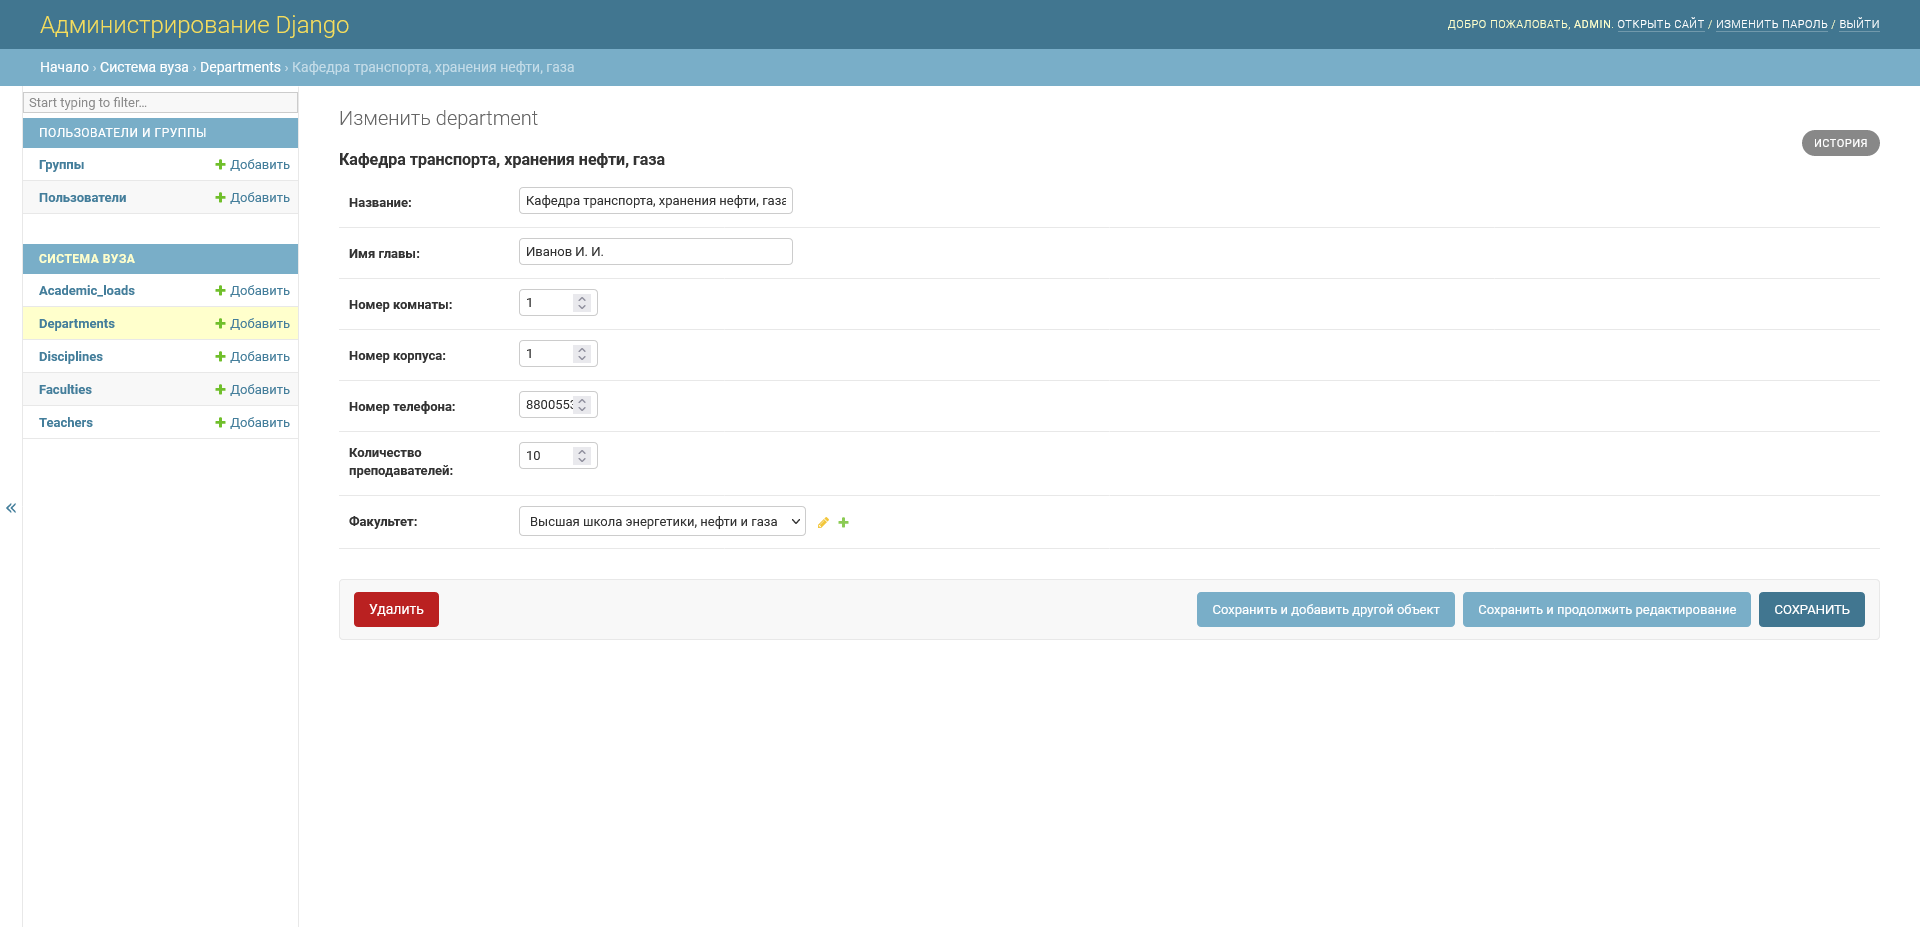 Администрирование Django
ДОБРО ПОЖАЛОВАТЬ, ADMIN. ОТКРЫТЬ САЙТ / ИЗМЕНИТЬ ПАРОЛЬ / ВЫЙТИ
Начало › Система вуза › Departments › Кафедра транспорта, хранения нефти, газа
Start typing to filter...
ПОЛЬЗОВАТЕЛИ И ГРУППЫ
Группы Добавить
Пользователи Добавить
СИСТЕМА ВУЗА
Academic_loads Добавить
Departments Добавить
Disciplines Добавить
Faculties Добавить
Teachers Добавить
«
Изменить department
ИСТОРИЯ
Кафедра транспорта, хранения нефти, газа
Название: Кафедра транспорта, хранения нефти, газа
Имя главы: Иванов И. И.
Номер комнаты: 1
Номер корпуса: 1
Номер телефона: 880055
Количество
преподавателей: 10
Факультет: Высшая школа энергетики, нефти и газа
Удалить
Сохранить и добавить другой объект
Сохранить и продолжить редактирование
СОХРАНИТЬ